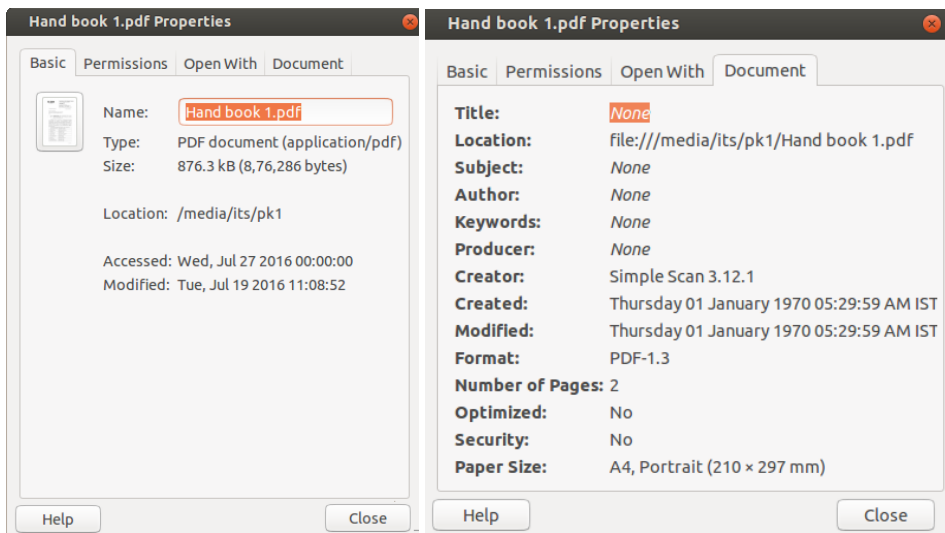 Hand book 1.pdf Properties
Basic Permissions Open With Document
Name: Hand book 1.pdf
Type: PDF document (application/pdf)
Size: 876.3 kB (8,76,286 bytes)
Location: /media/its/pk1
Accessed: Wed, Jul 27 2016 00:00:00
Modified: Tue, Jul 19 2016 11:08:52
Help Close
Hand book 1.pdf Properties
Basic Permissions Open With Document
Title: None
Location: file:///media/its/pk1/Hand book 1.pdf
Subject: None
Author: None
Keywords: None
Producer: None
Creator: Simple Scan 3.12.1
Created: Thursday 01 January 1970 05:29:59 AM IST
Modified: Thursday 01 January 1970 05:29:59 AM IST
Format: PDF-1.3
Number of Pages: 2
Optimized: No
Security: No
Paper Size: A4, Portrait (210 × 297 mm)
Help Close